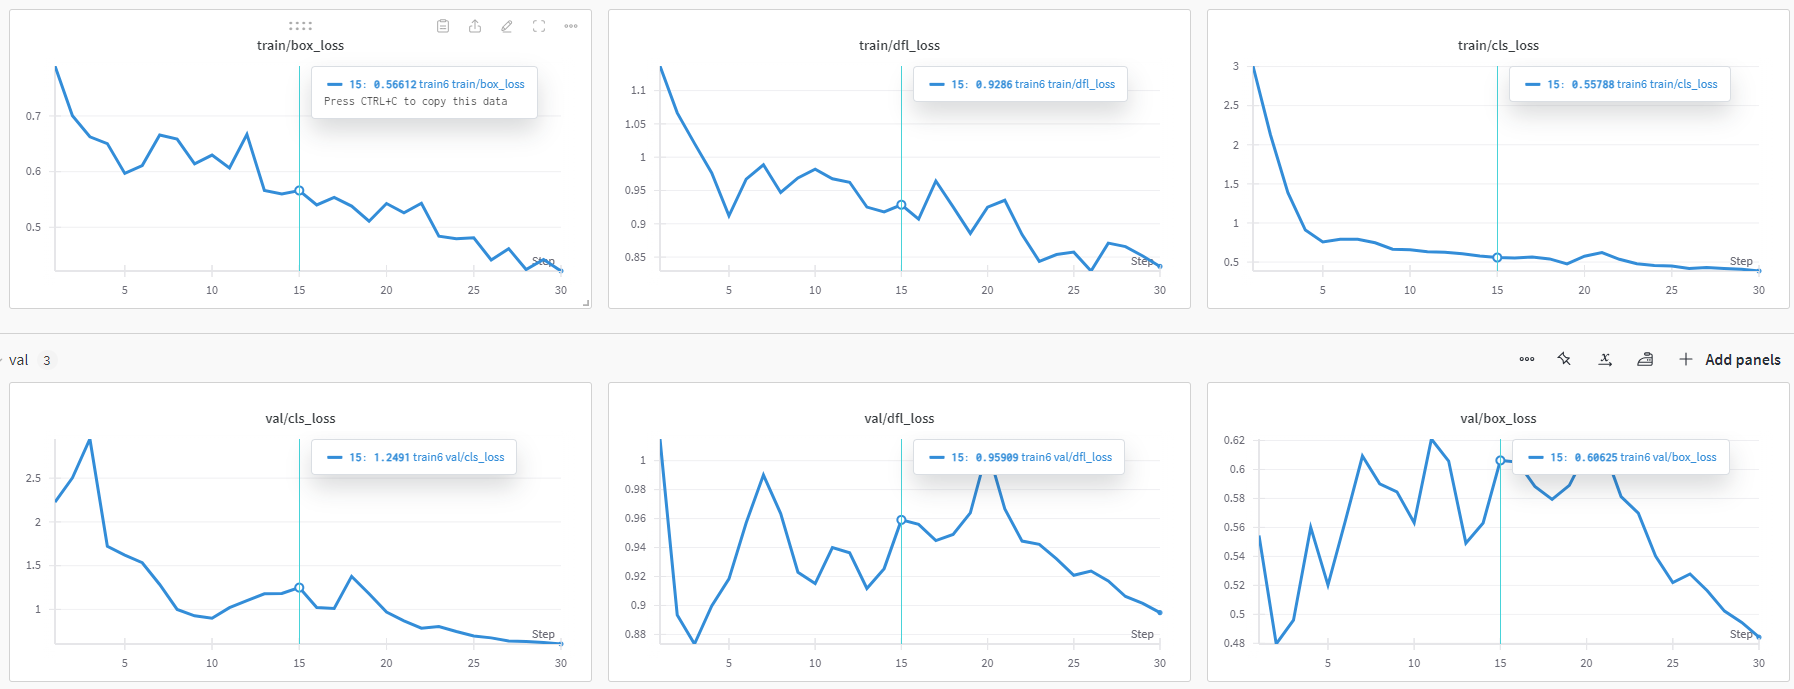 train/box_loss
15: 0.56612 train6 train/box_loss
Press CTRL+C to copy this data
0.7
0.6
0.5
Step
5 10 15 20 25 30
train/dfl_loss
15: 0.9286 train6 train/dfl_loss
1.1
1.05
1
0.95
0.9
0.85
Step
5 10 15 20 25 30
train/cls_loss
15: 0.55788 train6 train/cls_loss
3
2.5
2
1.5
1
0.5
Step
5 10 15 20 25 30
val 3
Add panels
val/cls_loss
15: 1.2491 train6 val/cls_loss
2.5
2
1.5
1
Step
5 10 15 20 25 30
val/dfl_loss
15: 0.95909 train6 val/dfl_loss
1
0.98
0.96
0.94
0.92
0.9
0.88
Step
5 10 15 20 25 30
val/box_loss
15: 0.60625 train6 val/box_loss
0.62
0.6
0.58
0.56
0.54
0.52
0.5
0.48
Step
5 10 15 20 25 30